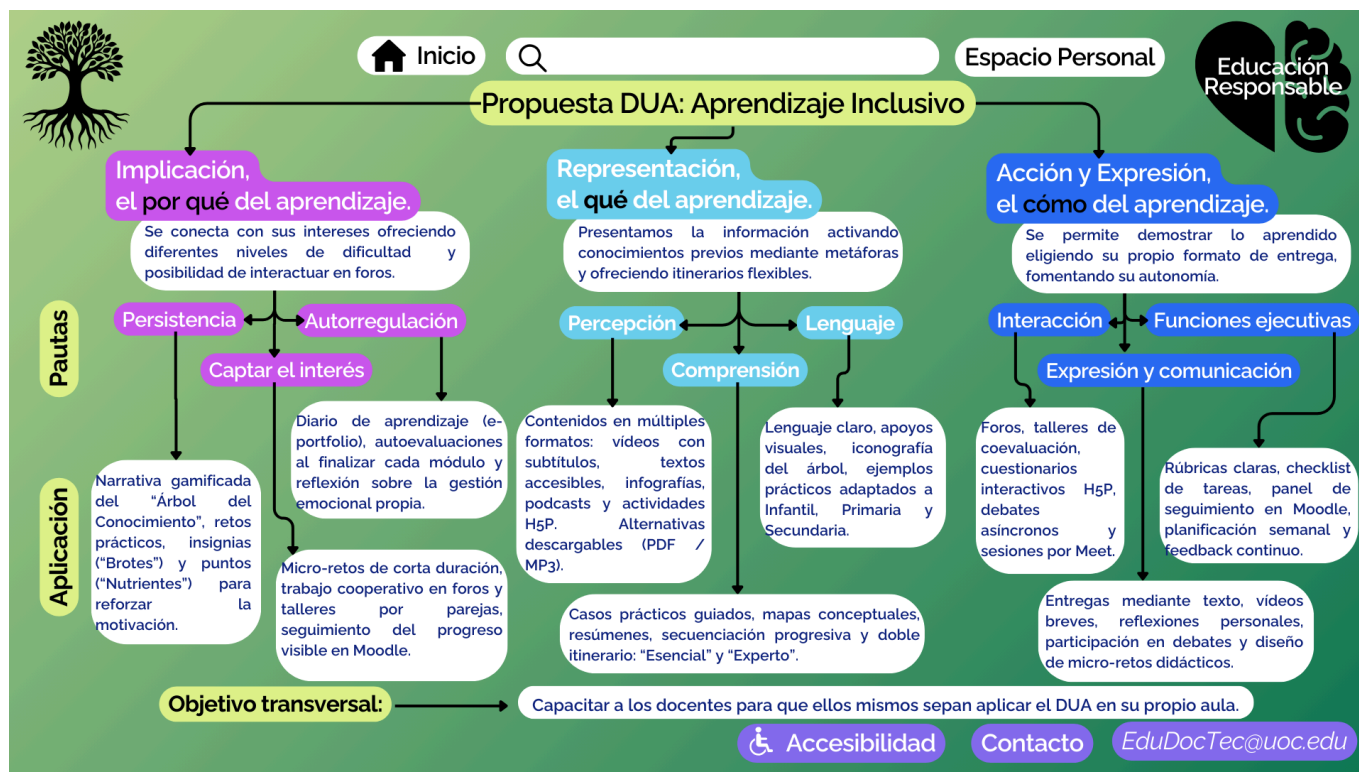 Inicio
Espacio Personal
Educación
Responsable
Propuesta DUA: Aprendizaje Inclusivo
Implicación,
el por qué del aprendizaje.
Se conecta con sus intereses ofreciendo
diferentes niveles de dificultad y
posibilidad de interactuar en foros.
Representación,
el qué del aprendizaje.
Presentamos la información activando
conocimientos previos mediante metáforas
y ofreciendo itinerarios flexibles.
Acción y Expresión,
el cómo del aprendizaje.
Se permite demostrar lo aprendido
eligiendo su propio formato de entrega,
fomentando su autonomía.
Pautas
Persistencia
Autorregulación
Captar el interés
Percepción
Lenguaje
Comprensión
Interacción
Funciones ejecutivas
Expresión y comunicación
Aplicación
Narrativa gamificada
del “Árbol del
Conocimiento”, retos
prácticos, insignias
(“Brotes”) y puntos
(“Nutrientes”) para
reforzar la
motivación.
Diario de aprendizaje (e-
portfolio), autoevaluaciones
al finalizar cada módulo y
reflexión sobre la gestión
emocional propia.
Micro-retos de corta duración,
trabajo cooperativo en foros y
talleres por parejas,
seguimiento del progreso
visible en Moodle.
Contenidos en múltiples
formatos: vídeos con
subtítulos, textos
accesibles, infografías,
podcasts y actividades
H5P. Alternativas
descargables (PDF /
MP3).
Lenguaje claro, apoyos
visuales, iconografía
del árbol, ejemplos
prácticos adaptados a
Infantil, Primaria y
Secundaria.
Casos prácticos guiados, mapas conceptuales,
resúmenes, secuenciación progresiva y doble
itinerario: “Esencial” y “Experto”.
Foros, talleres de
coevaluación,
cuestionarios
interactivos H5P,
debates
asíncronos y
sesiones por Meet.
Rúbricas claras, checklist
de tareas, panel de
seguimiento en Moodle,
planificación semanal y
feedback continuo.
Entregas mediante texto, vídeos
breves, reflexiones personales,
participación en debates y diseño
de micro-retos didácticos.
Objetivo transversal:
Capacitar a los docentes para que ellos mismos sepan aplicar el DUA en su propio aula.
Accesibilidad
Contacto
EduDocTec@uoc.edu